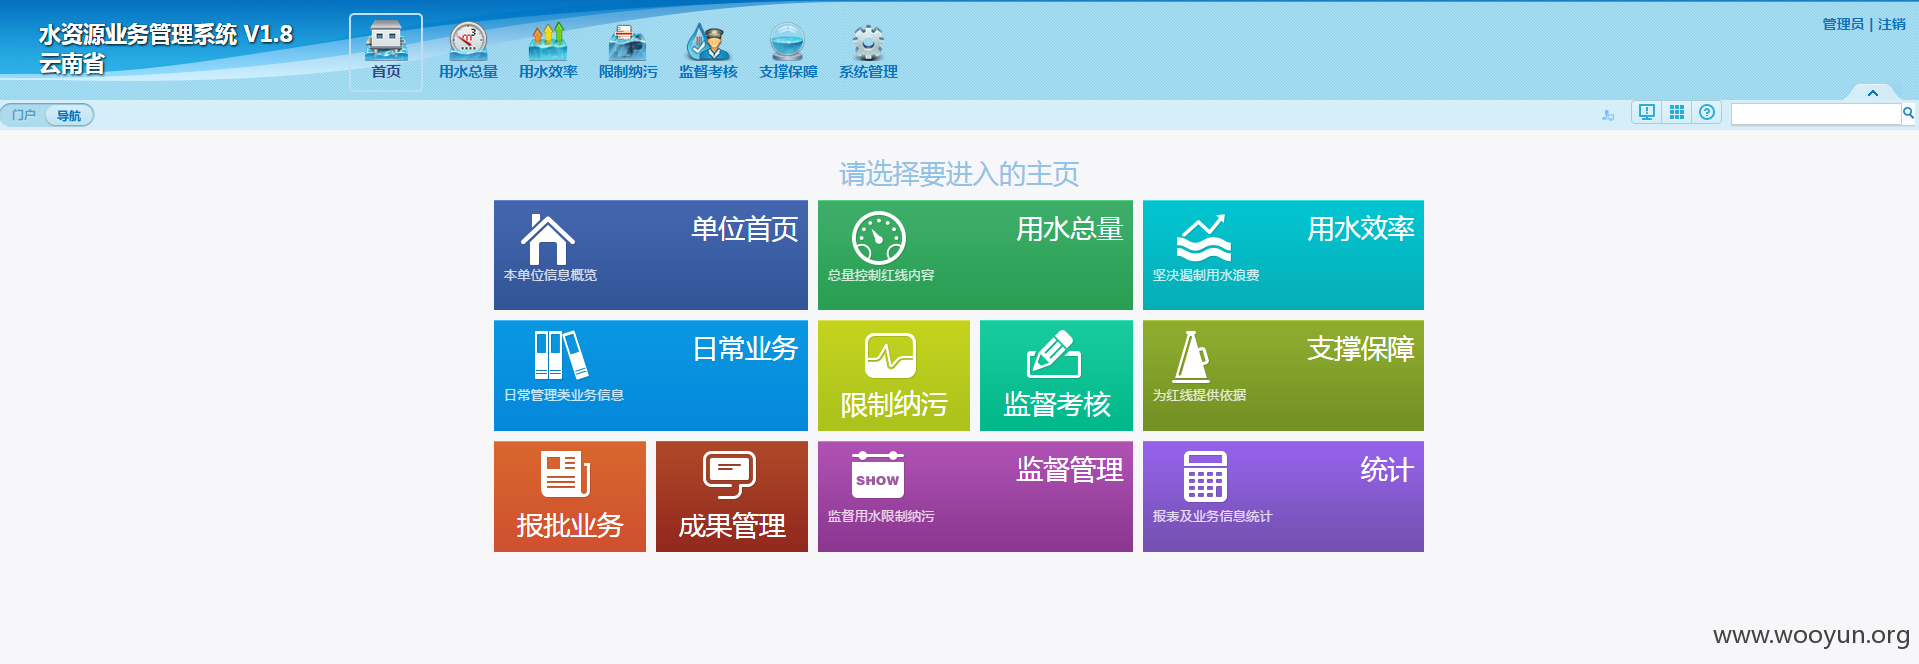 水资源业务管理系统 V1.8
云南省
首页
用水总量
用水效率
限制纳污
监督考核
支撑保障
系统管理
管理员 | 注销
门户
导航
请选择要进入的主页
单位首页
本单位信息概览
用水总量
总量控制红线内容
用水效率
坚决遏制用水浪费
日常业务
日常管理类业务信息
限制纳污
监督考核
支撑保障
为红线提供依据
报批业务
成果管理
SHOW
监督管理
监督用水限制纳污
统计
报表及业务信息统计
www.wooyun.org